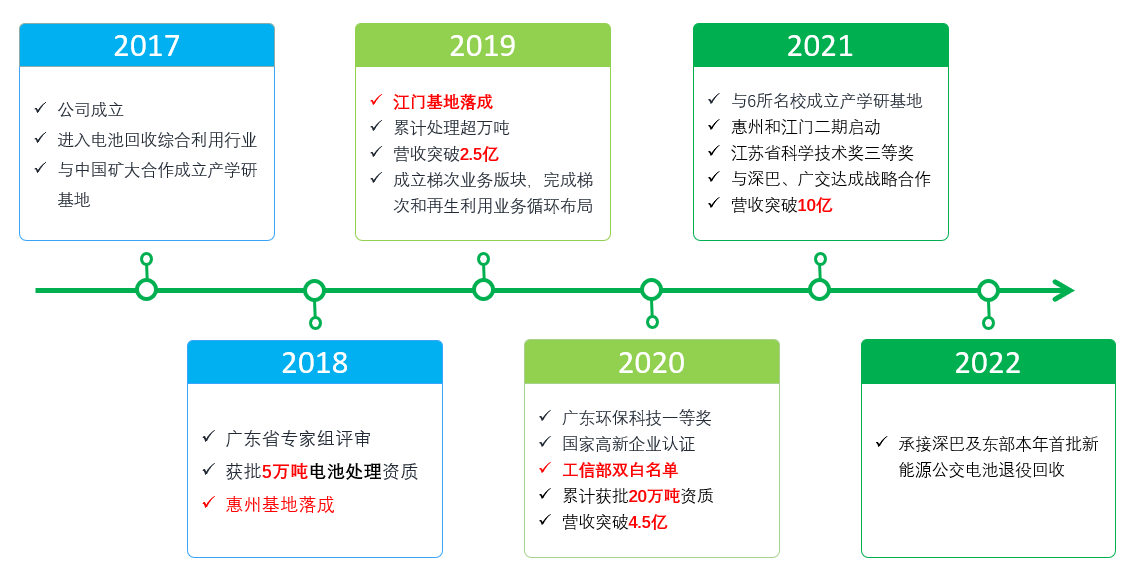 2017
公司成立
进入电池回收综合利用行业
与中国矿大合作成立产学研
基地
2018
广东省专家组评审
获批5万吨电池处理资质
惠州基地落成
2019
江门基地落成
累计处理超万吨
营收突破2.5亿
成立梯次业务版块，完成梯
次和再生利用业务循环布局
2020
广东环保科技一等奖
国家高新企业认证
工信部双白名单
累计获批20万吨资质
营收突破4.5亿
2021
与6所名校成立产学研基地
惠州和江门二期启动
江苏省科学技术奖三等奖
与深巴、广交达成战略合作
营收突破10亿
2022
承接深巴及东部本年首批新
能源公交电池退役回收